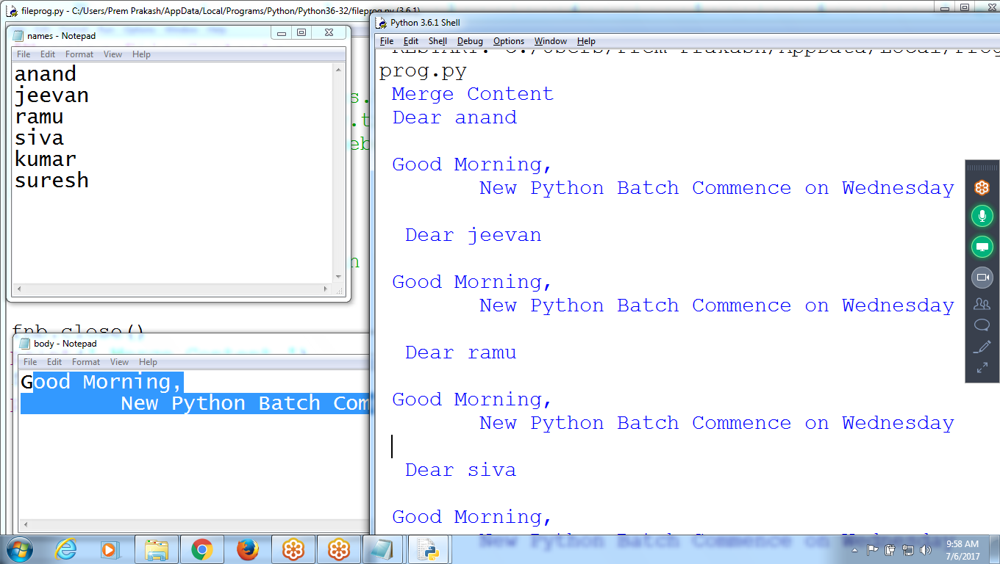 fileprog.py - C:/Users/Prem Prakash/AppData/Local/Programs/Python/Python36-32/fileprog.py (3.6.1)
names - Notepad
File Edit Format View Help
anand
jeevan
ramu
siva
kumar
suresh
fnb.close()
body - Notepad
File Edit Format View Help
Good Morning,
New Python Batch Com
Python 3.6.1 Shell
File Edit Shell Debug Options Window Help
RESTART: C:/Users/Prem Prakash/AppData/Local/Prog
prog.py
Merge Content
Dear anand
Good Morning,
New Python Batch Commence on Wednesday
Dear jeevan
Good Morning,
New Python Batch Commence on Wednesday
Dear ramu
Good Morning,
New Python Batch Commence on Wednesday
Dear siva
Good Morning,
New Python Batch Commence on Wednesday
9:58 AM
7/6/2017